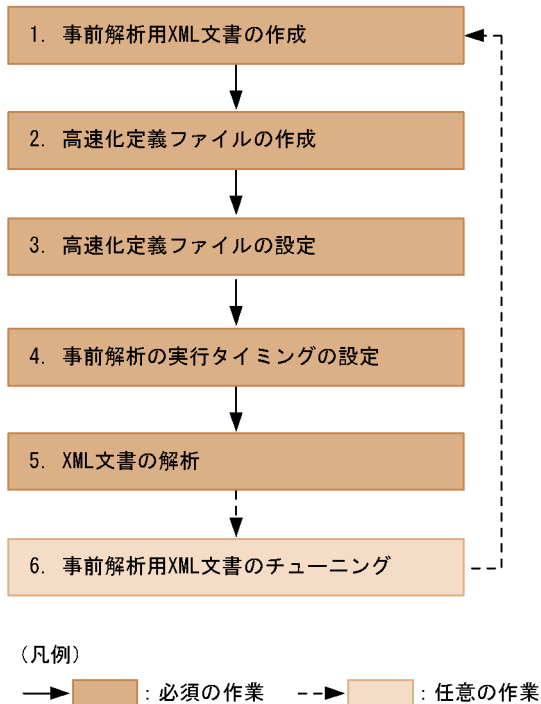 1. 事前解析用XML文書の作成
2. 高速化定義ファイルの作成
3. 高速化定義ファイルの設定
4. 事前解析の実行タイミングの設定
5. XML文書の解析
6. 事前解析用XML文書のチューニング
(凡例)
：必須の作業 ：任意の作業